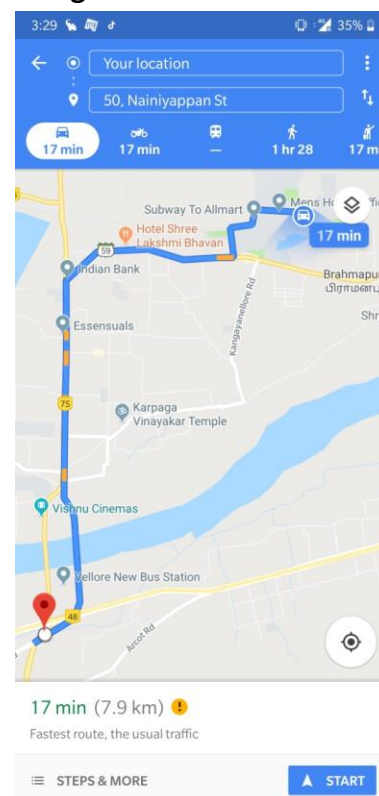 3:29
35%
Your location
50, Nainiyappan St
17 min
17 min
—
1 hr 28
17 m
Subway To Allmart
Mens Ho
17 min
Hotel Shree
Lakshmi Bhavan
59
Indian Bank
Brahmapu
Kangayanellore Rd
Shr
Essensuals
75
Karpaga
Vinayakar Temple
Vishnu Cinemas
Vellore New Bus Station
48
Arcot Rd
17 min (7.9 km)
Fastest route, the usual traffic
STEPS & MORE
START